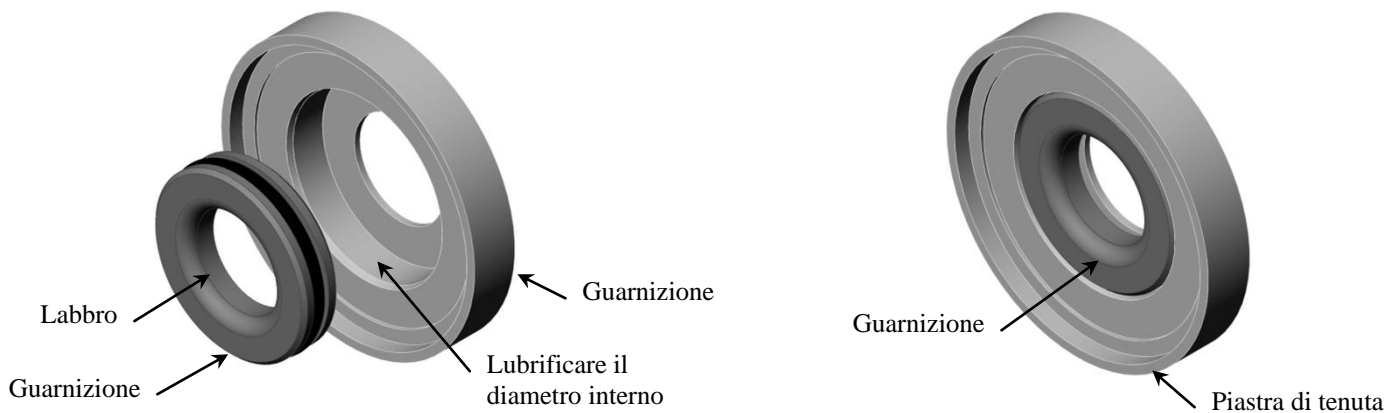 Labbro
Guarnizione
Guarnizione
Lubrificare il
diametro interno
Guarnizione
Piastra di tenuta